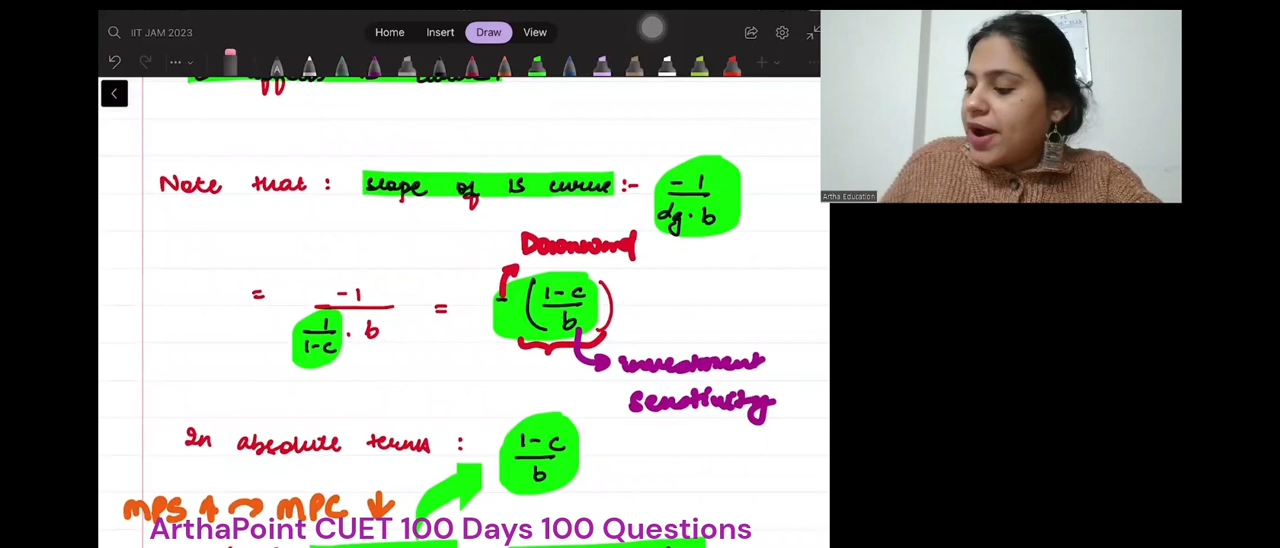 IIT JAM 2023
Home Insert Draw View
Note that : slope of IS curve :- -1 / αg · b
Downward
= -1 / (1 / 1-c) · b = - (1-c / b)
investment
sensitivity
In absolute terms : 1-c / b
MPS ↑ → MPC ↓
ArthaPoint CUET 100 Days 100 Questions
Artha Education